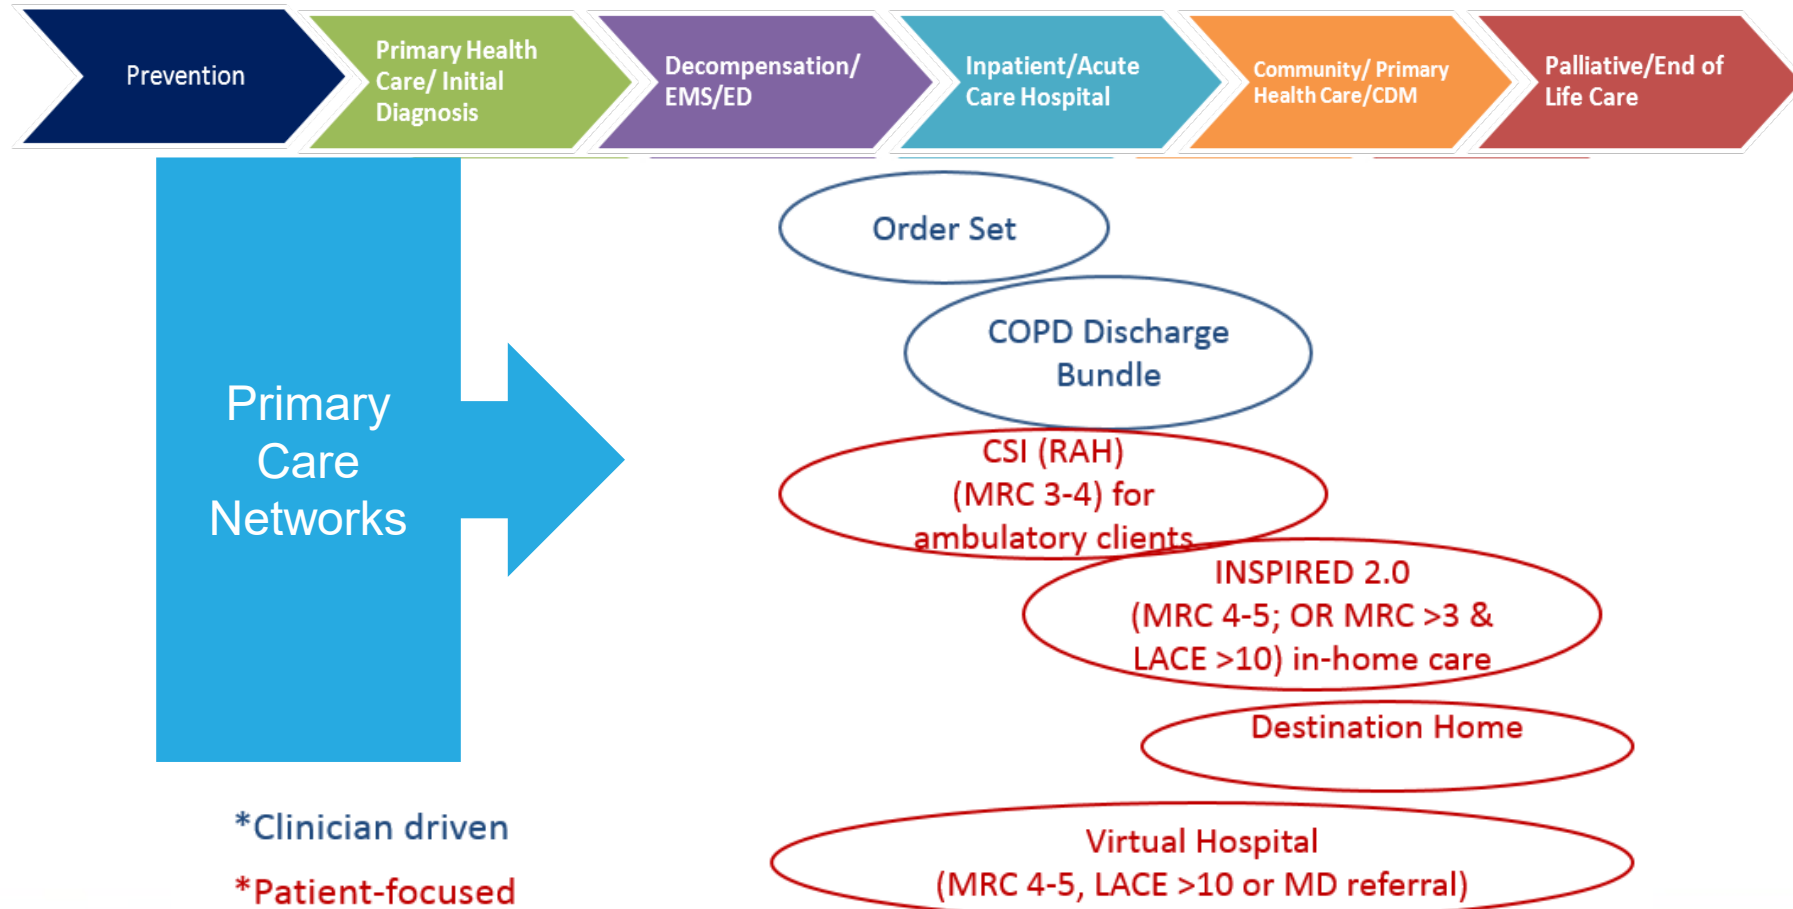 Prevention
Primary Health
Care/ Initial
Diagnosis
Decompensation/
EMS/ED
Inpatient/Acute
Care Hospital
Community/ Primary
Health Care/CDM
Palliative/End of
Life Care
Primary
Care
Networks
Order Set
COPD Discharge
Bundle
CSI (RAH)
(MRC 3-4) for
ambulatory clients
INSPIRED 2.0
(MRC 4-5; OR MRC >3 &
LACE >10) in-home care
Destination Home
Virtual Hospital
(MRC 4-5, LACE >10 or MD referral)
*Clinician driven
*Patient-focused